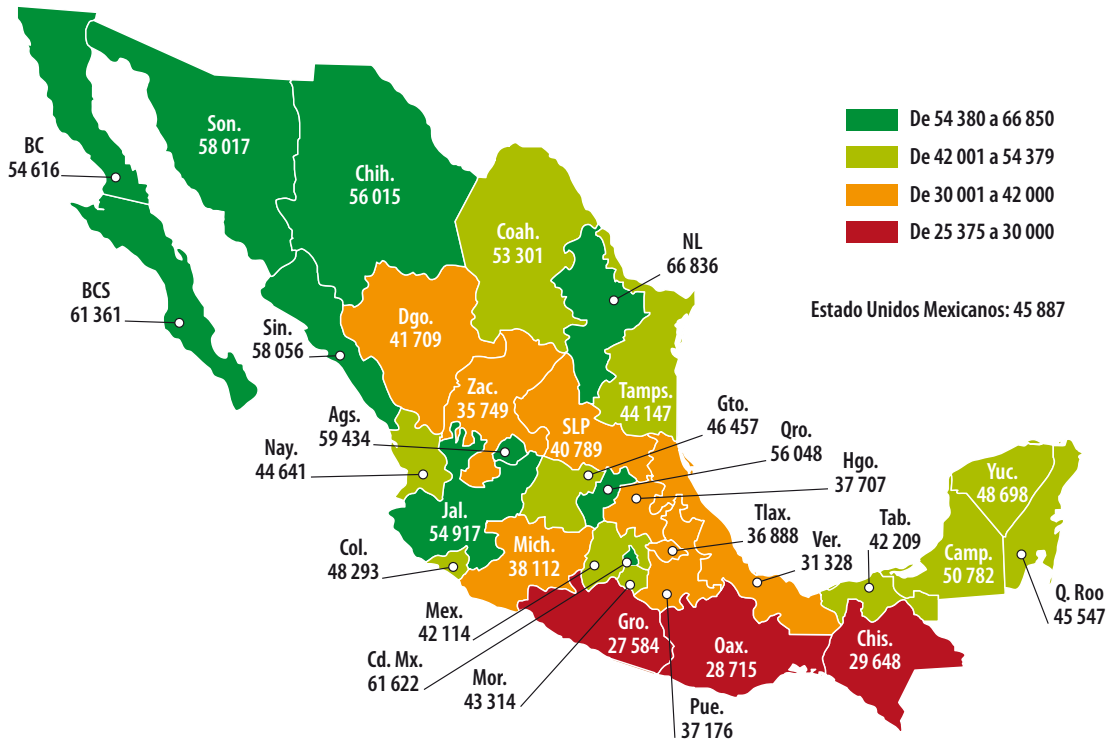 BC
54 616
Son.
58 017
Chih.
56 015
Coah.
53 301
NL
66 836
De 54 380 a 66 850
De 42 001 a 54 379
De 30 001 a 42 000
De 25 375 a 30 000
Estado Unidos Mexicanos: 45 887
BCS
61 361
Sin.
58 056
Dgo.
41 709
Zac.
35 749
SLP
40 789
Tamps.
44 147
Ags.
59 434
Nay.
44 641
Gto.
46 457
Qro.
56 048
Hgo.
37 707
Tlax.
36 888
Ver.
31 328
Tab.
42 209
Yuc.
48 698
Camp.
50 782
Q. Roo
45 547
Jal.
54 917
Col.
48 293
Mich.
38 112
Mex.
42 114
Cd. Mx.
61 622
Mor.
43 314
Gro.
27 584
Oax.
28 715
Chis.
29 648
Pue.
37 176